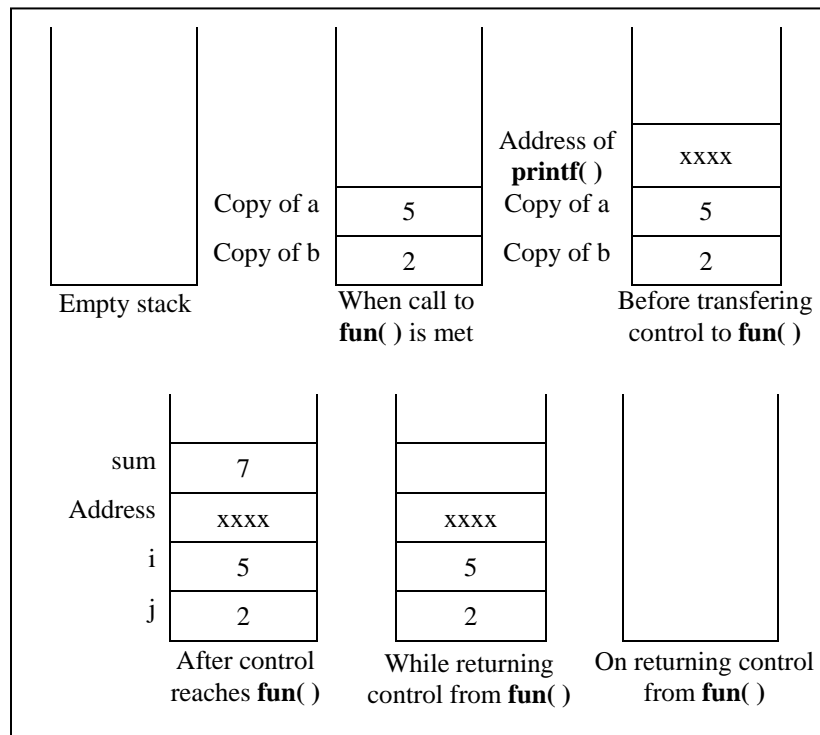 Address of
printf( )
xxxx
Copy of a
5
Copy of a
5
Copy of b
2
Copy of b
2
Empty stack
When call to
fun( ) is met
Before transfering
control to fun( )
sum
7
Address
xxxx
xxxx
i
5
5
j
2
2
After control
reaches fun( )
While returning
control from fun( )
On returning control
from fun( )